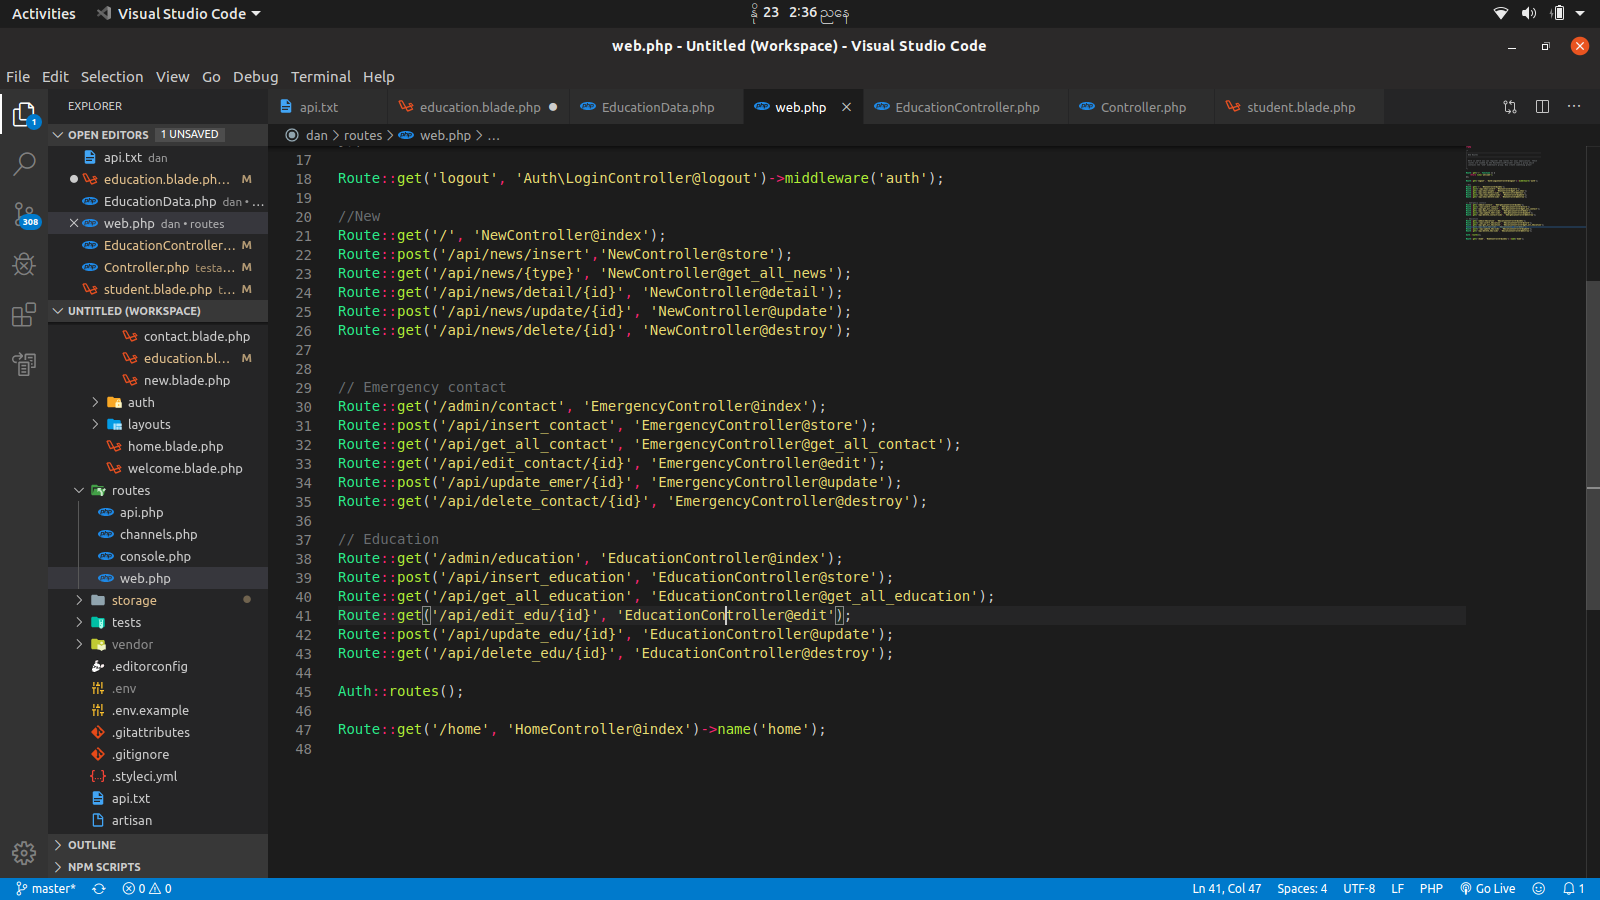 Activities
Visual Studio Code
နို 23 2:36 ညနေ
web.php - Untitled (Workspace) - Visual Studio Code
File Edit Selection View Go Debug Terminal Help
EXPLORER
api.txt
education.blade.php
EducationData.php
web.php
EducationController.php
Controller.php
student.blade.php
OPEN EDITORS 1 UNSAVED
dan > routes > web.php > ...
api.txt dan
education.blade.ph... M
EducationData.php dan • ...
web.php dan • routes
EducationController... M
Controller.php testa... M
student.blade.php t... M
UNTITLED (WORKSPACE)
contact.blade.php
education.bl... M
new.blade.php
auth
layouts
home.blade.php
welcome.blade.php
routes
api.php
channels.php
console.php
web.php
storage
tests
vendor
.editorconfig
.env
.env.example
.gitattributes
.gitignore
.styleci.yml
api.txt
artisan
OUTLINE
NPM SCRIPTS
1
308
17
18 Route::get('logout', 'Auth\LoginController@logout')->middleware('auth');
19
20 //New
21 Route::get('/', 'NewController@index');
22 Route::post('/api/news/insert','NewController@store');
23 Route::get('/api/news/{type}', 'NewController@get_all_news');
24 Route::get('/api/news/detail/{id}', 'NewController@detail');
25 Route::post('/api/news/update/{id}', 'NewController@update');
26 Route::get('/api/news/delete/{id}', 'NewController@destroy');
27
28
29 // Emergency contact
30 Route::get('/admin/contact', 'EmergencyController@index');
31 Route::post('/api/insert_contact', 'EmergencyController@store');
32 Route::get('/api/get_all_contact', 'EmergencyController@get_all_contact');
33 Route::get('/api/edit_contact/{id}', 'EmergencyController@edit');
34 Route::post('/api/update_emer/{id}', 'EmergencyController@update');
35 Route::get('/api/delete_contact/{id}', 'EmergencyController@destroy');
36
37 // Education
38 Route::get('/admin/education', 'EducationController@index');
39 Route::post('/api/insert_education', 'EducationController@store');
40 Route::get('/api/get_all_education', 'EducationController@get_all_education');
41 Route::get('/api/edit_edu/{id}', 'EducationController@edit');
42 Route::post('/api/update_edu/{id}', 'EducationController@update');
43 Route::get('/api/delete_edu/{id}', 'EducationController@destroy');
44
45 Auth::routes();
46
47 Route::get('/home', 'HomeController@index')->name('home');
48
master* 0 0 Ln 41, Col 47 Spaces: 4 UTF-8 LF PHP Go Live 1